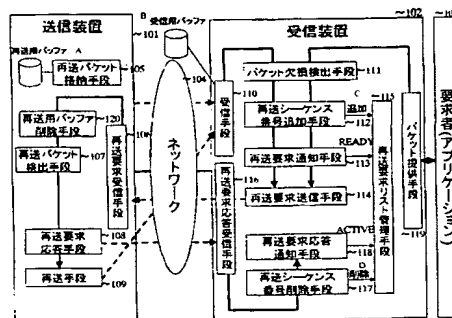 送信装置
101
再送用バッファ A
再送パケット
格納手段
105
再送用バッファ
削除手段
120
再送パケット
検出手段
107
106
再送要求受信手段
再送要求
応答手段
108
再送手段
109
B
受信用バッファ
104
ネットワーク
受信装置
102
110
受信手段
パケット欠損検出手段
111
再送シーケンス
番号追加手段
C
追加
112
115
再送要求通知手段
READY
113
再送要求送信手段
114
116
再送要求応答受信手段
再送要求応答
通知手段
ACTIVE
118
再送シーケンス
番号削除手段
D
削除
117
再送要求リスト管理手段
パケット提供手段
119
要求者(アプリケーション)